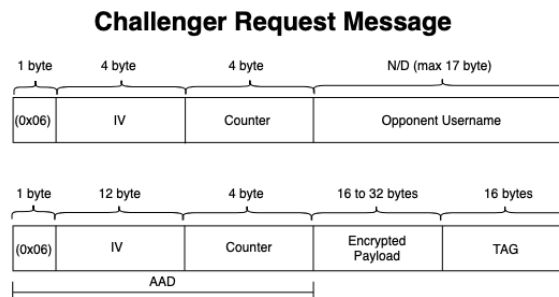 Challenger Request Message
1 byte 4 byte 4 byte N/D (max 17 byte)
(0x06) IV Counter Opponent Username
1 byte 12 byte 4 byte 16 to 32 bytes 16 bytes
(0x06) IV Counter Encrypted Payload TAG
AAD